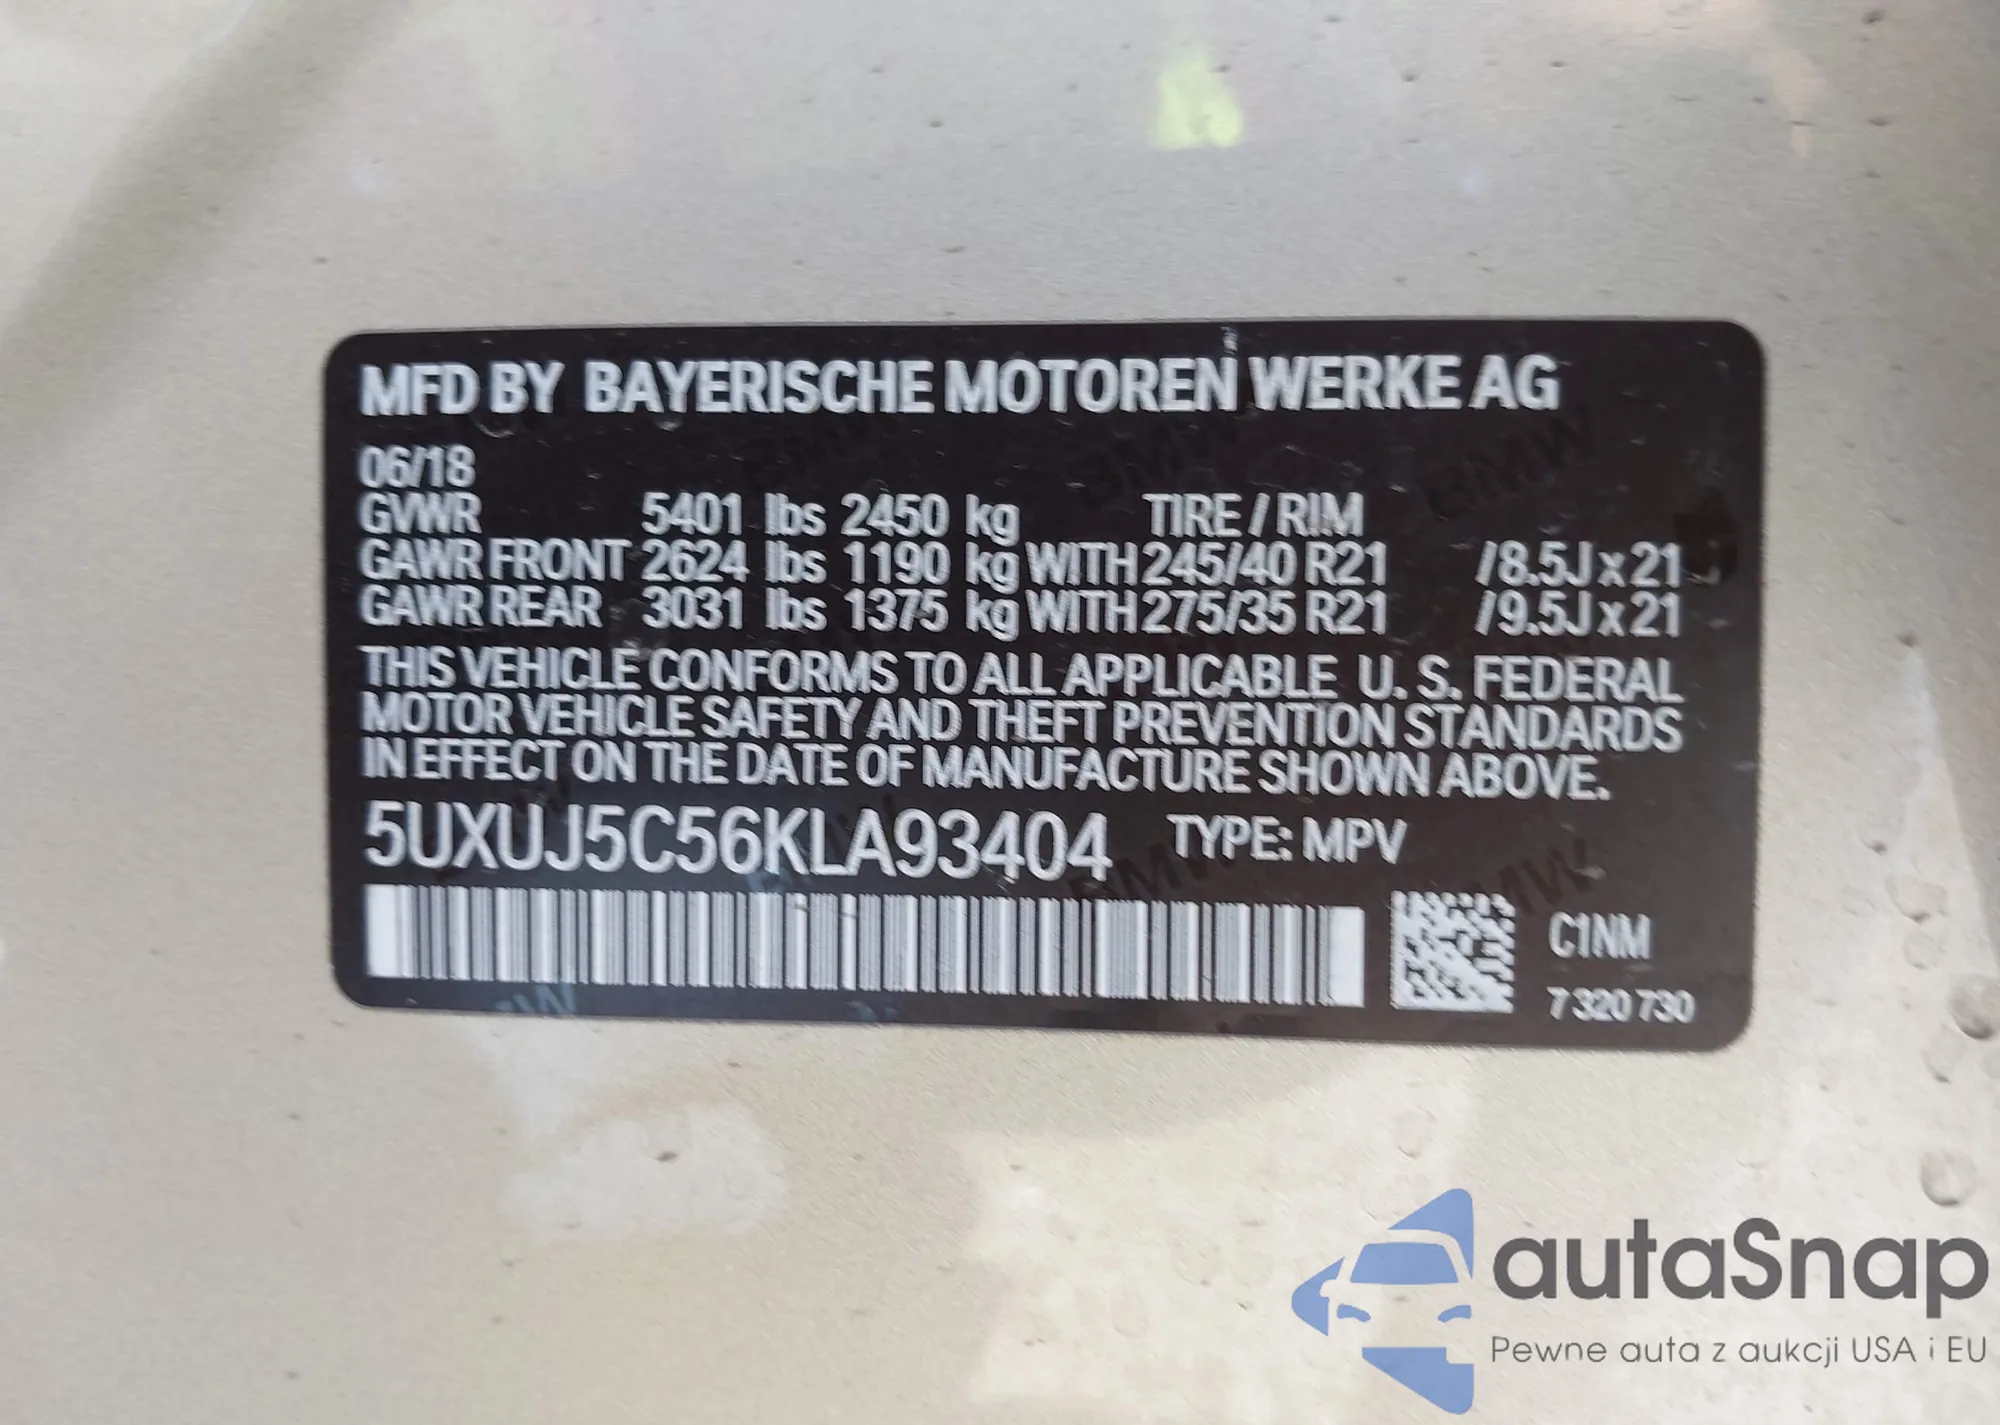 MFD BY BAYERISCHE MOTOREN WERKE AG
06/18
GVWR 5401 lbs 2450 kg TIRE / RIM
GAWR FRONT 2624 lbs 1190 kg WITH 245/40 R21 /8.5J x 21
GAWR REAR 3031 lbs 1375 kg WITH 275/35 R21 /9.5J x 21
THIS VEHICLE CONFORMS TO ALL APPLICABLE U. S. FEDERAL
MOTOR VEHICLE SAFETY AND THEFT PREVENTION STANDARDS
IN EFFECT ON THE DATE OF MANUFACTURE SHOWN ABOVE.
5UXUJ5C56KLA93404 TYPE: MPV
C1NM
7 320 730
autaSnap
Pewne auta z aukcji USA i EU